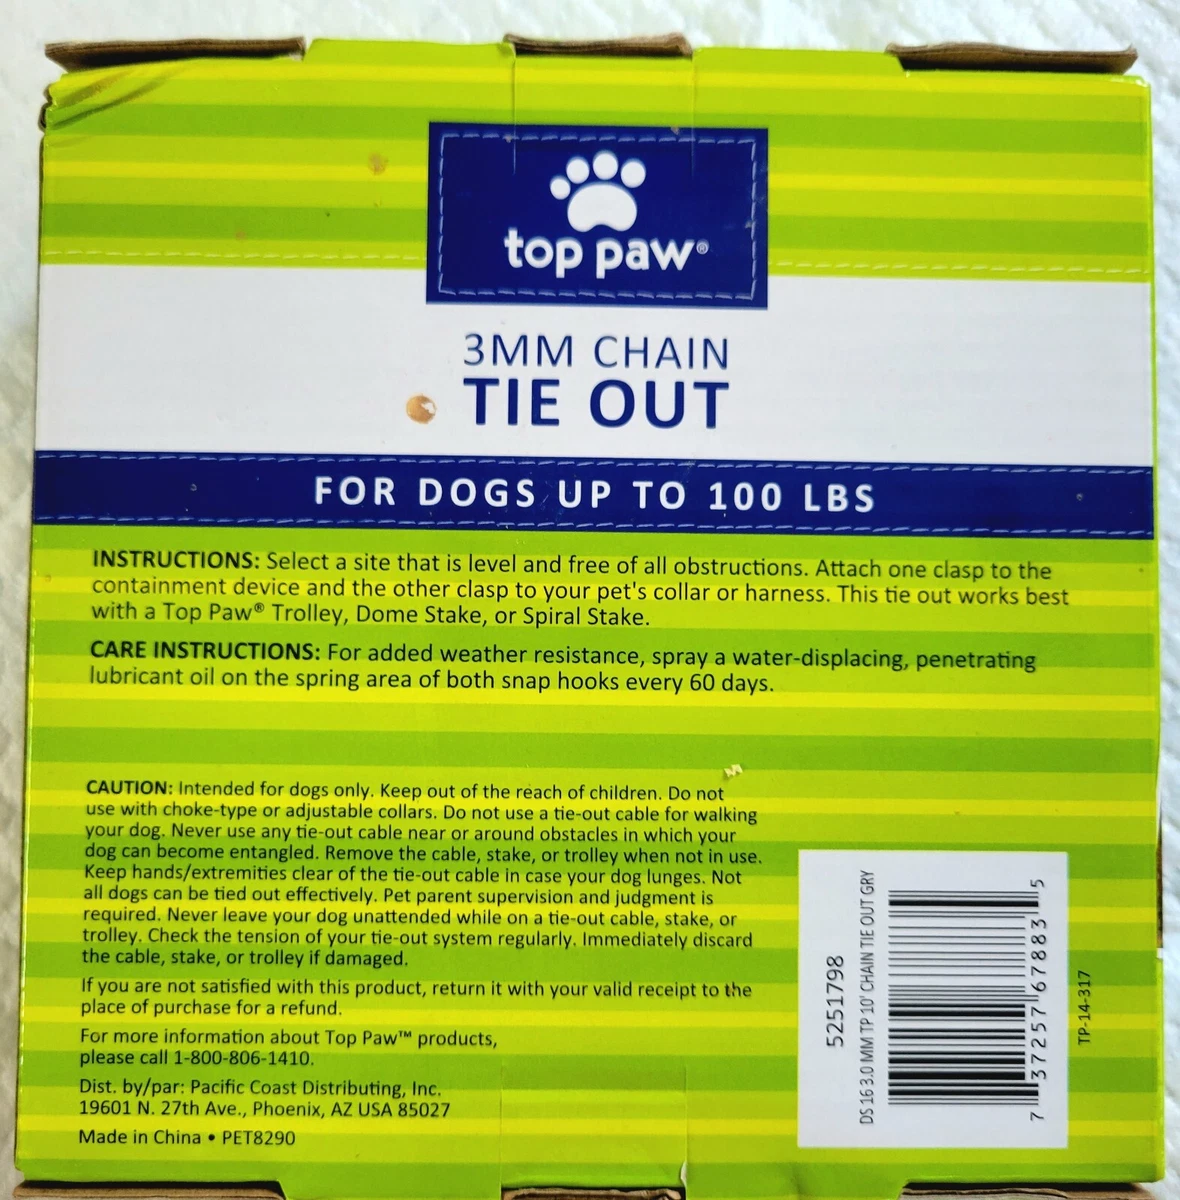 top paw®
3MM CHAIN
TIE OUT
FOR DOGS UP TO 100 LBS
INSTRUCTIONS: Select a site that is level and free of all obstructions. Attach one clasp to the
containment device and the other clasp to your pet's collar or harness. This tie out works best
with a Top Paw® Trolley, Dome Stake, or Spiral Stake.
CARE INSTRUCTIONS: For added weather resistance, spray a water-displacing, penetrating
lubricant oil on the spring area of both snap hooks every 60 days.
CAUTION: Intended for dogs only. Keep out of the reach of children. Do not
use with choke-type or adjustable collars. Do not use a tie-out cable for walking
your dog. Never use any tie-out cable near or around obstacles in which your
dog can become entangled. Remove the cable, stake, or trolley when not in use.
Keep hands/extremities clear of the tie-out cable in case your dog lunges. Not
all dogs can be tied out effectively. Pet parent supervision and judgment is
required. Never leave your dog unattended while on a tie-out cable, stake, or
trolley. Check the tension of your tie-out system regularly. Immediately discard
the cable, stake, or trolley if damaged.
If you are not satisfied with this product, return it with your valid receipt to the
place of purchase for a refund.
For more information about Top Paw™ products,
please call 1-800-806-1410.
Dist. by/par: Pacific Coast Distributing, Inc.
19601 N. 27th Ave., Phoenix, AZ USA 85027
Made in China • PET8290
5251798
DS 16 3.0 MM TP 10' CHAIN TIE OUT GRY
7 37257 67883 5
TP-14-317